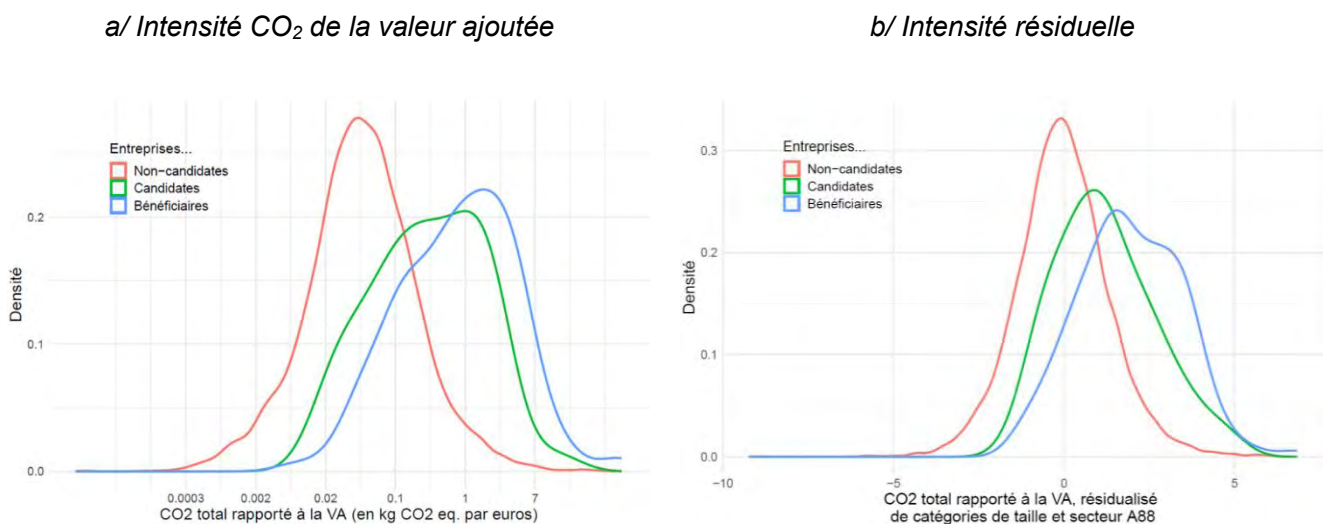 a/ Intensité CO₂ de la valeur ajoutée
b/ Intensité résiduelle
Entreprises...
Non-candidates
Candidates
Bénéficiaires
Densité
0.2
0.1
0.0
0.0003
0.002
0.02
0.1
1
7
CO2 total rapporté à la VA (en kg CO2 eq. par euros)
Entreprises...
Non-candidates
Candidates
Bénéficiaires
Densité
0.3
0.2
0.1
0.0
−10
−5
0
5
CO2 total rapporté à la VA, résidualisé
de catégories de taille et secteur A88